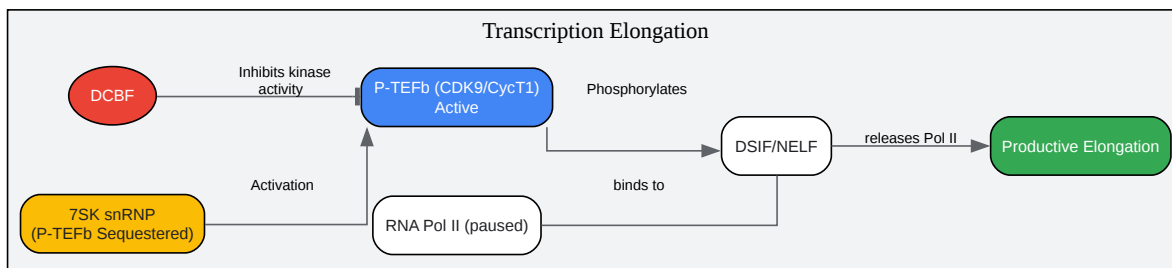 Transcription Elongation
DCBF
Inhibits kinase
activity
P-TEFb (CDK9/CycT1)
Active
Phosphorylates
DSIF/NELF
releases Pol II
Productive Elongation
7SK snRNP
(P-TEFb Sequestered)
Activation
RNA Pol II (paused)
binds to